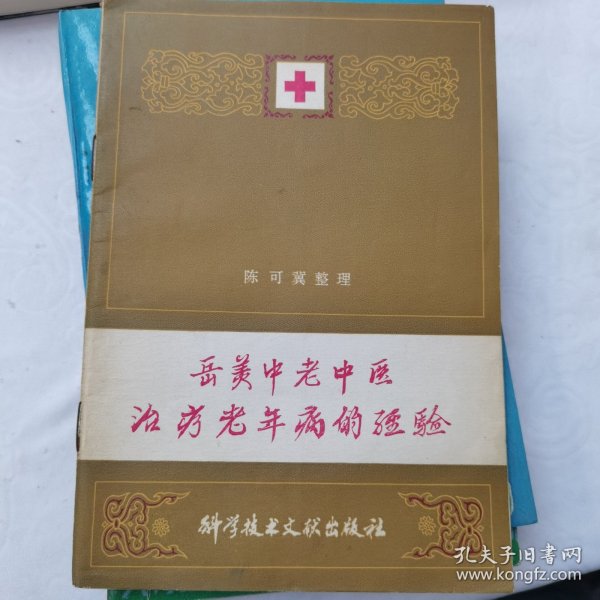 陈可冀整理
岳美中老中医
治疗老年病的经验
科学技术文献出版社
孔夫子旧书网
www.kongfz.com